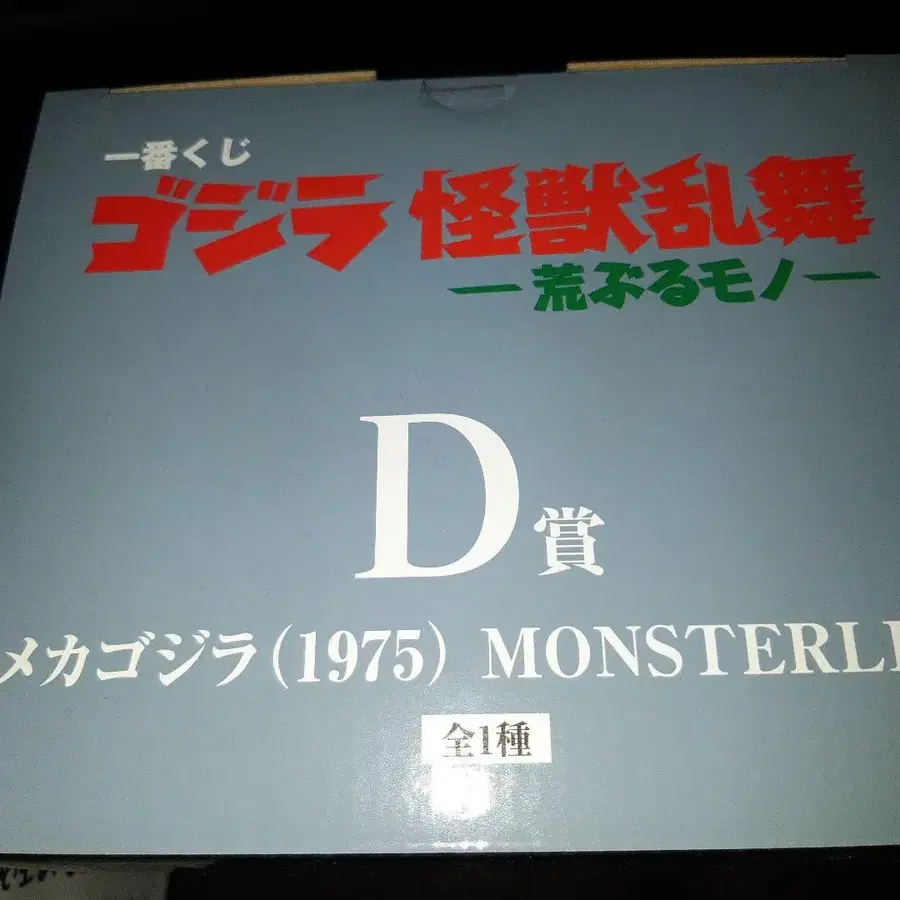 一番くじ
ゴジラ 怪獣乱舞
―荒ぶるモノ―
D賞
メカゴジラ(1975) MONSTERLI
全1種